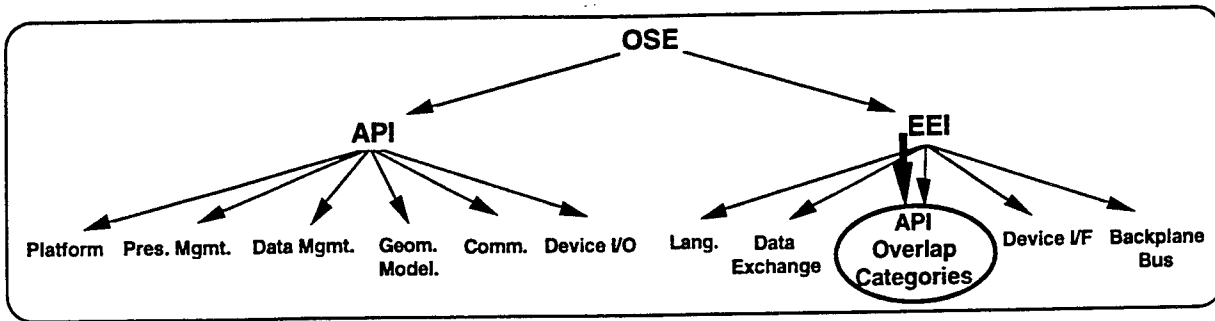 OSE
API
EEI
Platform
Pres. Mgmt.
Data Mgmt.
Geom.
Model.
Comm.
Device I/O
Lang.
Data
Exchange
API
Overlap
Categories
Device I/F
Backplane
Bus